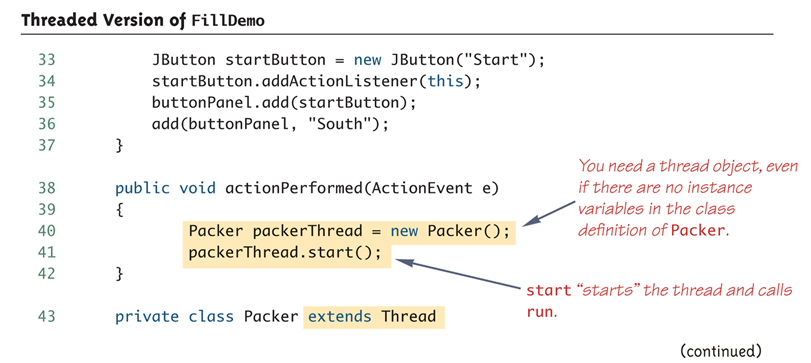 Threaded Version of FillDemo
33 JButton startButton = new JButton("Start");
34 startButton.addActionListener(this);
35 buttonPanel.add(startButton);
36 add(buttonPanel, "South");
37 }
You need a thread object, even
if there are no instance
variables in the class
definition of Packer.
38 public void actionPerformed(ActionEvent e)
39 {
40 Packer packerThread = new Packer();
41 packerThread.start();
42 }
start “starts” the thread and calls
run.
43 private class Packer extends Thread
(continued)